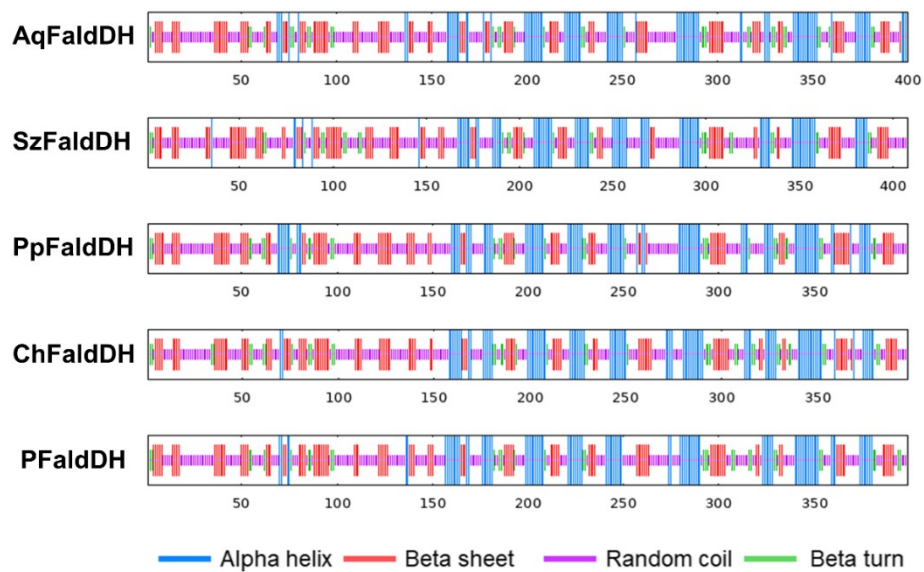 AqFaldDH
50 100 150 200 250 300 350 400
SzFaldDH
50 100 150 200 250 300 350 400
PpFaldDH
50 100 150 200 250 300 350
ChFaldDH
50 100 150 200 250 300 350
PFaldDH
50 100 150 200 250 300 350
Alpha helix Beta sheet Random coil Beta turn